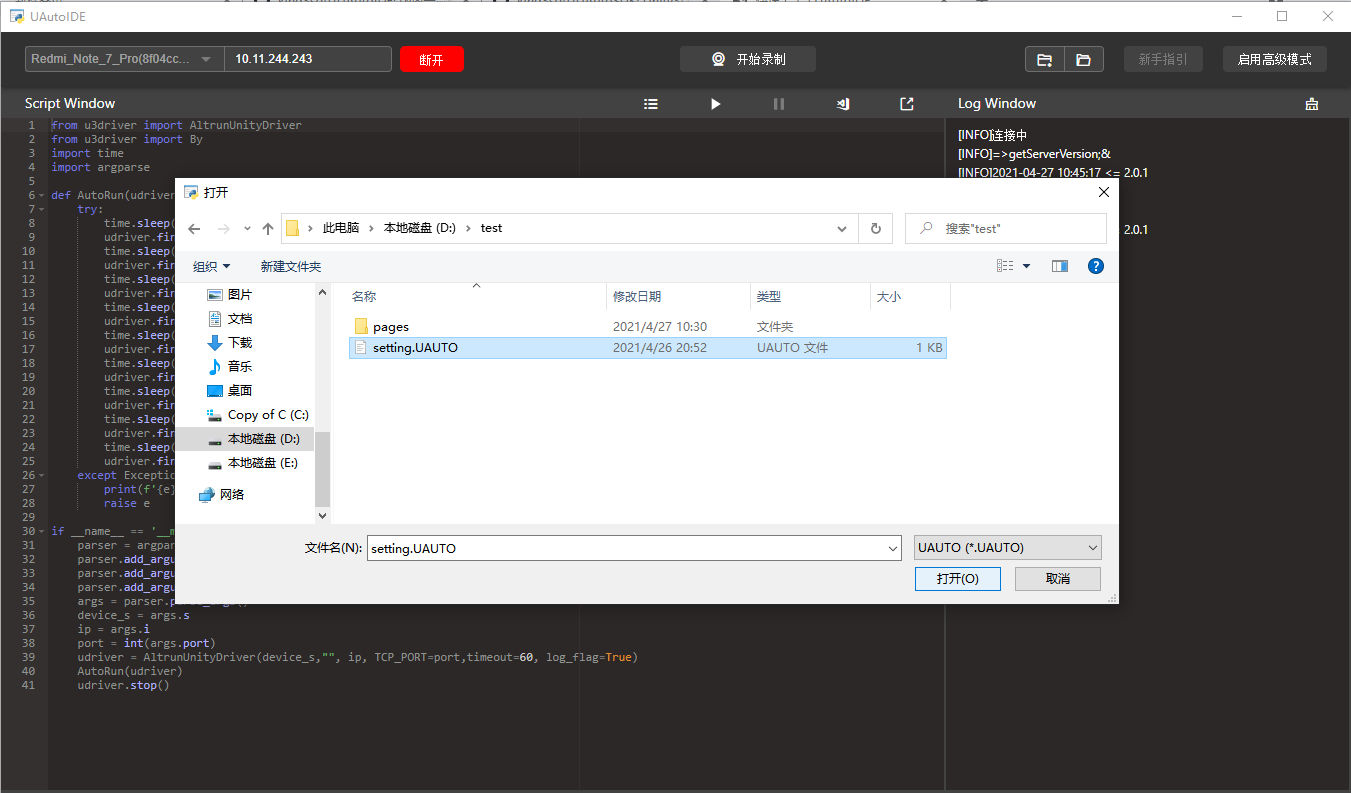 UAutoIDE
Redmi_Note_7_Pro(8f04cc...
10.11.244.243
断开
开始录制
新手指引
启用高级模式
Script Window
Log Window
1 from u3driver import AltrunUnityDriver
2 from u3driver import By
3 import time
4 import argparse
5
6 def AutoRun(udriver
7 try:
8 time.sleep(
9 udriver.fin
10 time.sleep(
11 udriver.fin
12 time.sleep(
13 udriver.fin
14 time.sleep(
15 udriver.fin
16 time.sleep(
17 udriver.fin
18 time.sleep(
19 udriver.fin
20 time.sleep(
21 udriver.fin
22 time.sleep(
23 udriver.fin
24 time.sleep(
25 udriver.fin
26 except Exceptio
27 print(f'{e}
28 raise e
29
30 if __name__ == '__m
31 parser = argpar
32 parser.add_argu
33 parser.add_argu
34 parser.add_argu
35 args = parser.
36 device_s = args.s
37 ip = args.i
38 port = int(args.port)
39 udriver = AltrunUnityDriver(device_s,"", ip, TCP_PORT=port,timeout=60, log_flag=True)
40 AutoRun(udriver)
41 udriver.stop()
[INFO]连接中
[INFO]=>getServerVersion;&
[INFO]2021-04-27 10:45:17 <= 2.0.1
2.0.1
打开
此电脑 › 本地磁盘 (D:) › test
搜索"test"
组织
新建文件夹
图片
文档
下载
音乐
桌面
Copy of C (C:)
本地磁盘 (D:)
本地磁盘 (E:)
网络
名称 修改日期 类型 大小
pages 2021/4/27 10:30 文件夹
setting.UAUTO 2021/4/26 20:52 UAUTO 文件 1 KB
文件名(N): setting.UAUTO
UAUTO (*.UAUTO)
打开(O)
取消